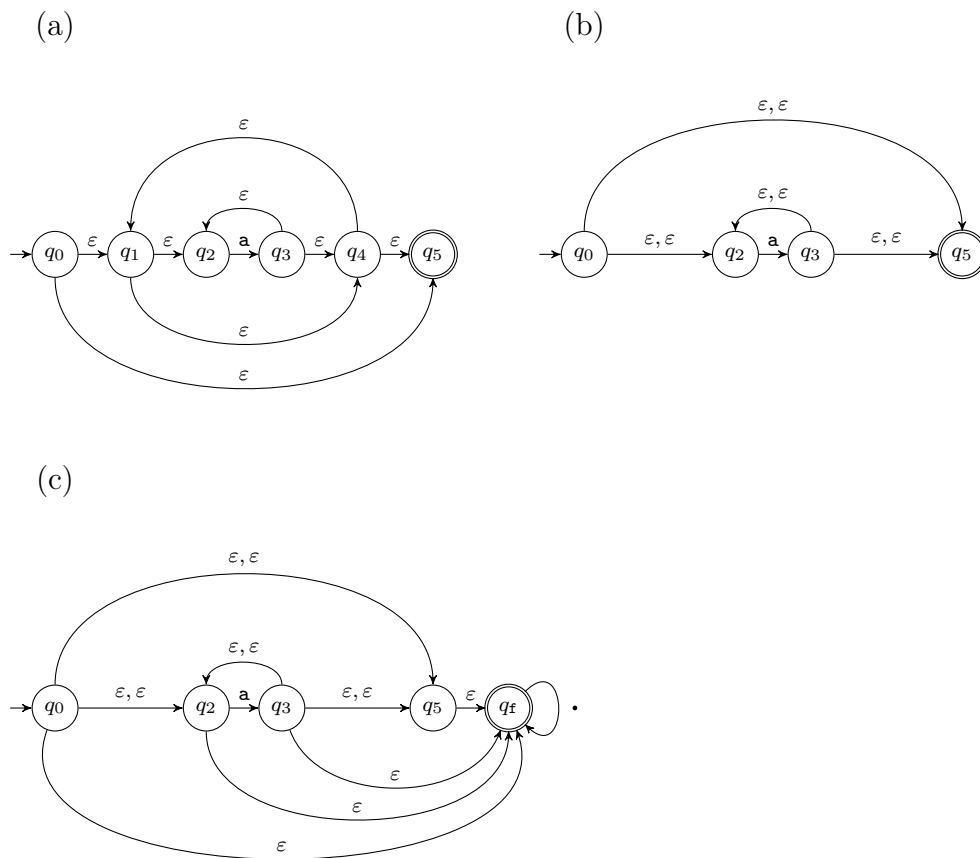 (a) (b)
ε, ε
ε
ε ε, ε
q0 ε q1 ε q2 a q3 ε q4 ε q5 q0 ε, ε q2 a q3 ε, ε q5
ε
ε
(c)
ε, ε
ε, ε
q0 ε, ε q2 a q3 ε, ε q5 ε qf .
ε
ε
ε